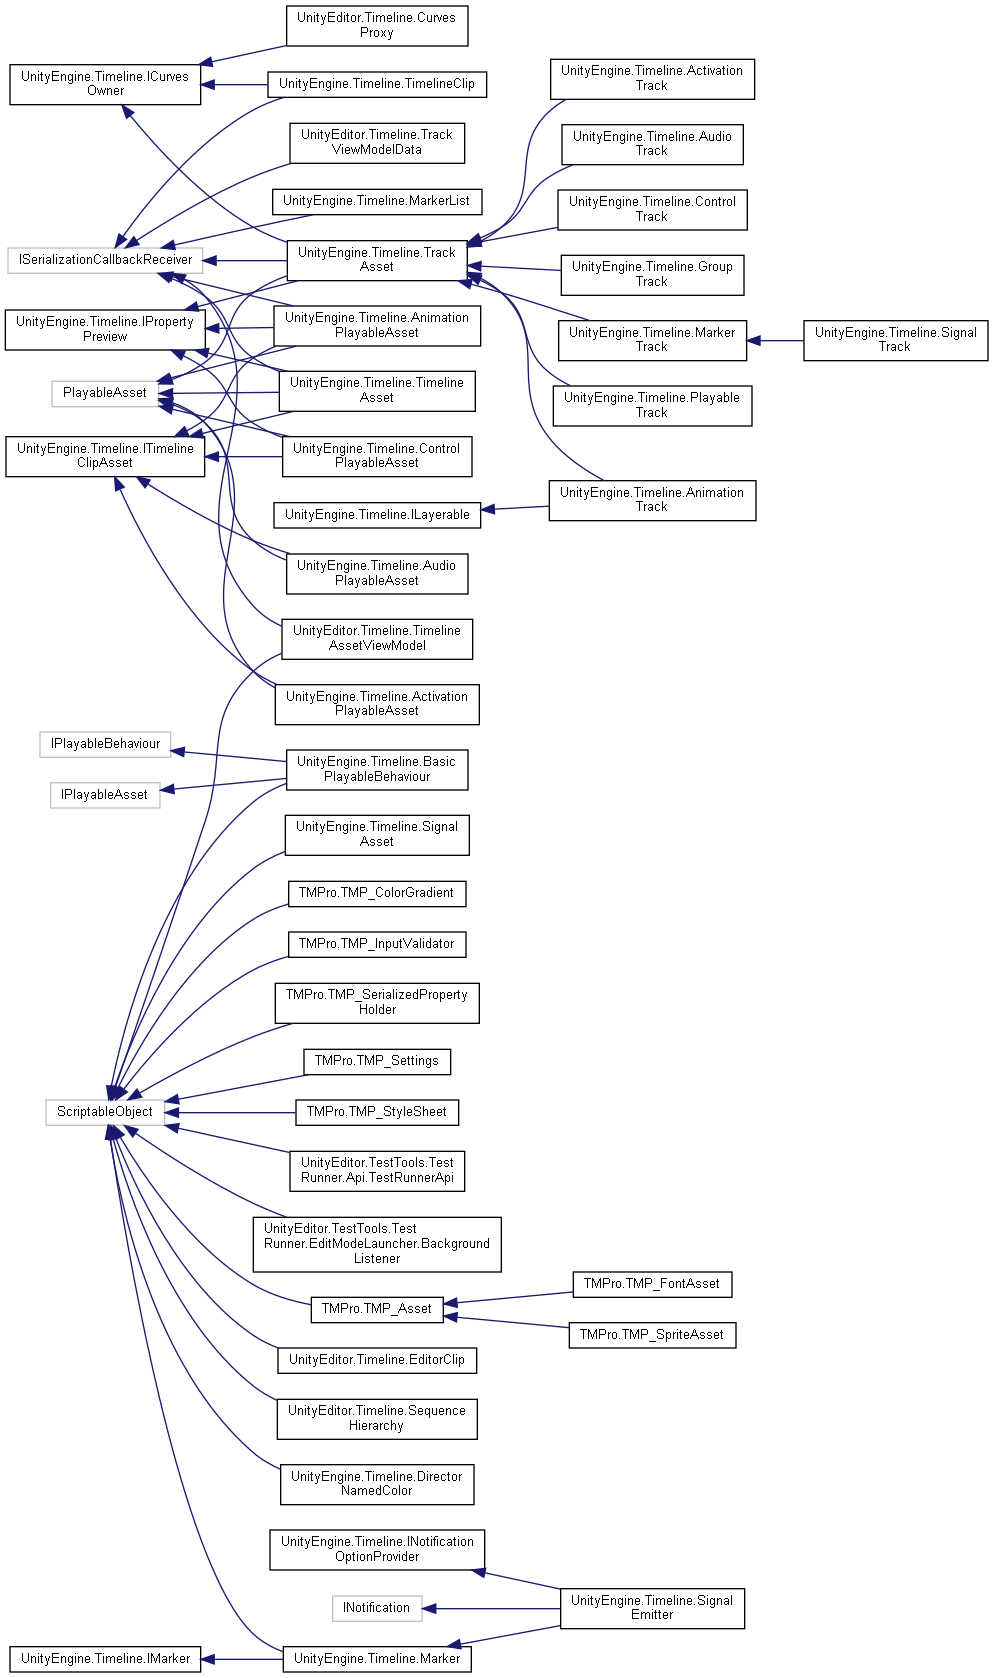 UnityEditor.Timeline.Curves
Proxy
UnityEngine.Timeline.ICurves
Owner
UnityEngine.Timeline.TimelineClip
UnityEngine.Timeline.Activation
Track
UnityEditor.Timeline.Track
ViewModelData
UnityEngine.Timeline.Audio
Track
UnityEngine.Timeline.MarkerList
UnityEngine.Timeline.Control
Track
ISerializationCallbackReceiver
UnityEngine.Timeline.Track
Asset
UnityEngine.Timeline.Group
Track
UnityEngine.Timeline.IProperty
Preview
UnityEngine.Timeline.Animation
PlayableAsset
UnityEngine.Timeline.Marker
Track
UnityEngine.Timeline.Signal
Track
PlayableAsset
UnityEngine.Timeline.Timeline
Asset
UnityEngine.Timeline.Playable
Track
UnityEngine.Timeline.ITimeline
ClipAsset
UnityEngine.Timeline.Control
PlayableAsset
UnityEngine.Timeline.Animation
Track
UnityEngine.Timeline.ILayerable
UnityEngine.Timeline.Audio
PlayableAsset
UnityEditor.Timeline.Timeline
AssetViewModel
UnityEngine.Timeline.Activation
PlayableAsset
IPlayableBehaviour
UnityEngine.Timeline.Basic
PlayableBehaviour
IPlayableAsset
UnityEngine.Timeline.Signal
Asset
TMPro.TMP_ColorGradient
TMPro.TMP_InputValidator
TMPro.TMP_SerializedProperty
Holder
TMPro.TMP_Settings
ScriptableObject
TMPro.TMP_StyleSheet
UnityEditor.TestTools.Test
Runner.Api.TestRunnerApi
UnityEditor.TestTools.Test
Runner.EditModeLauncher.Background
Listener
TMPro.TMP_Asset
TMPro.TMP_FontAsset
TMPro.TMP_SpriteAsset
UnityEditor.Timeline.EditorClip
UnityEditor.Timeline.Sequence
Hierarchy
UnityEngine.Timeline.Director
NamedColor
UnityEngine.Timeline.INotification
OptionProvider
INotification
UnityEngine.Timeline.Signal
Emitter
UnityEngine.Timeline.IMarker
UnityEngine.Timeline.Marker